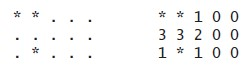 * * . . .        * * 1 0 0
. . . . .        3 3 2 0 0
. * . . .        1 * 1 0 0